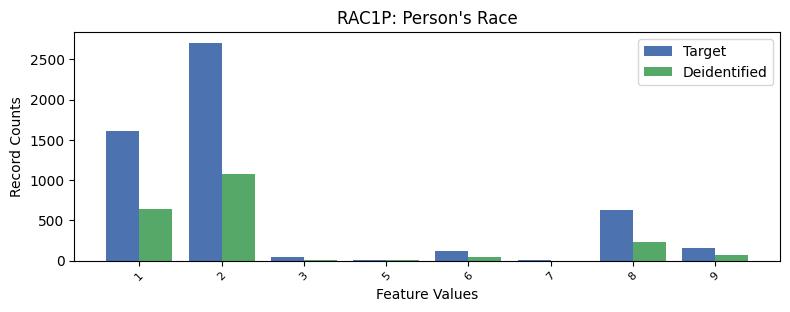 RAC1P: Person's Race
Target
Deidentified
Record Counts
2500
2000
1500
1000
500
0
1 2 3 5 6 7 8 9
Feature Values